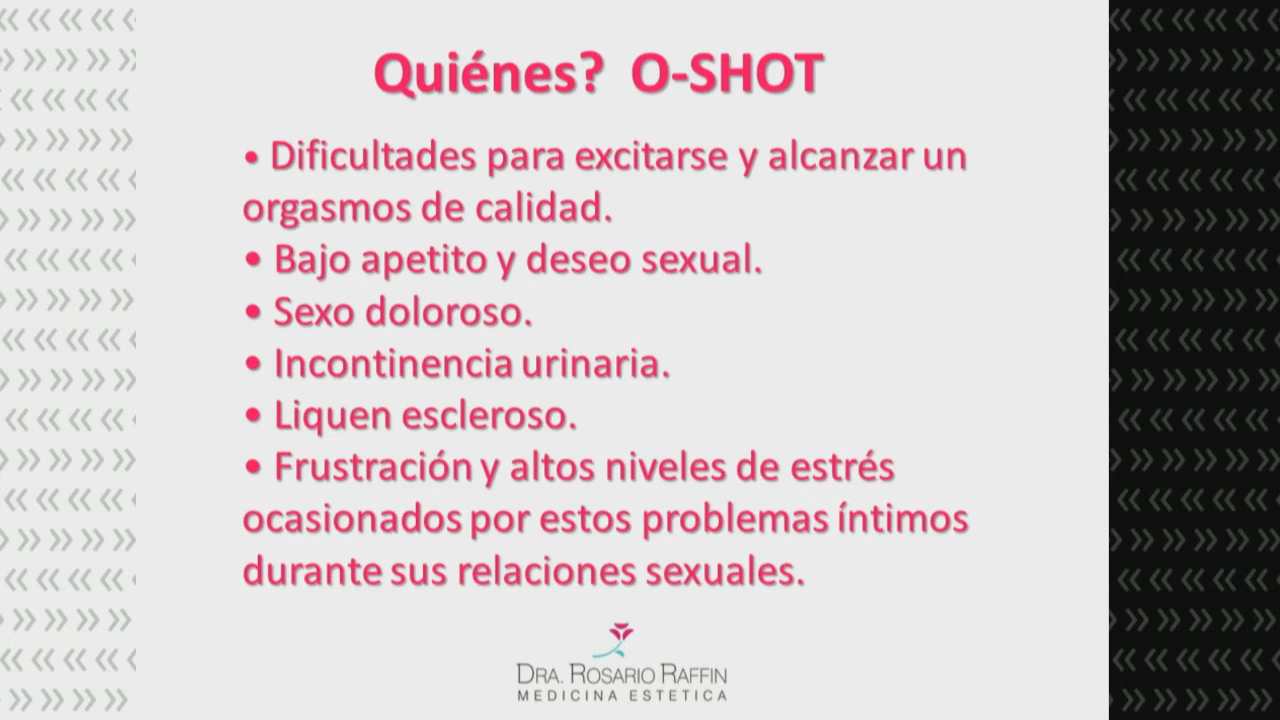 Quiénes? O-SHOT
• Dificultades para excitarse y alcanzar un
orgasmos de calidad.
• Bajo apetito y deseo sexual.
• Sexo doloroso.
• Incontinencia urinaria.
• Liquen escleroso.
• Frustración y altos niveles de estrés
ocasionados por estos problemas íntimos
durante sus relaciones sexuales.
DRA. ROSARIO RAFFIN
MEDICINA ESTETICA